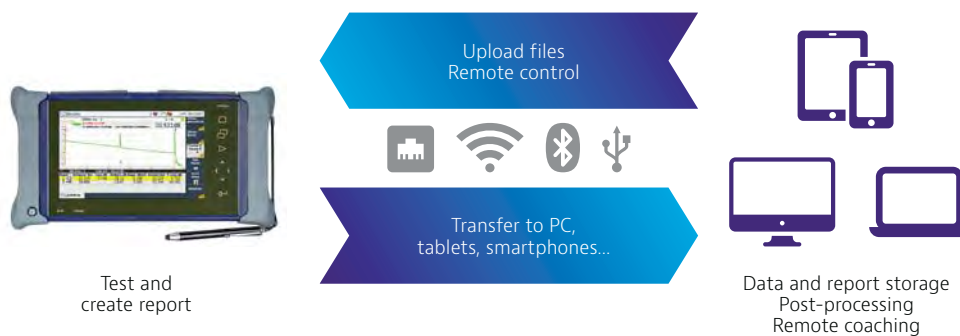 Upload files
Remote control
Transfer to PC,
tablets, smartphones...
Test and
create report
Data and report storage
Post-processing
Remote coaching